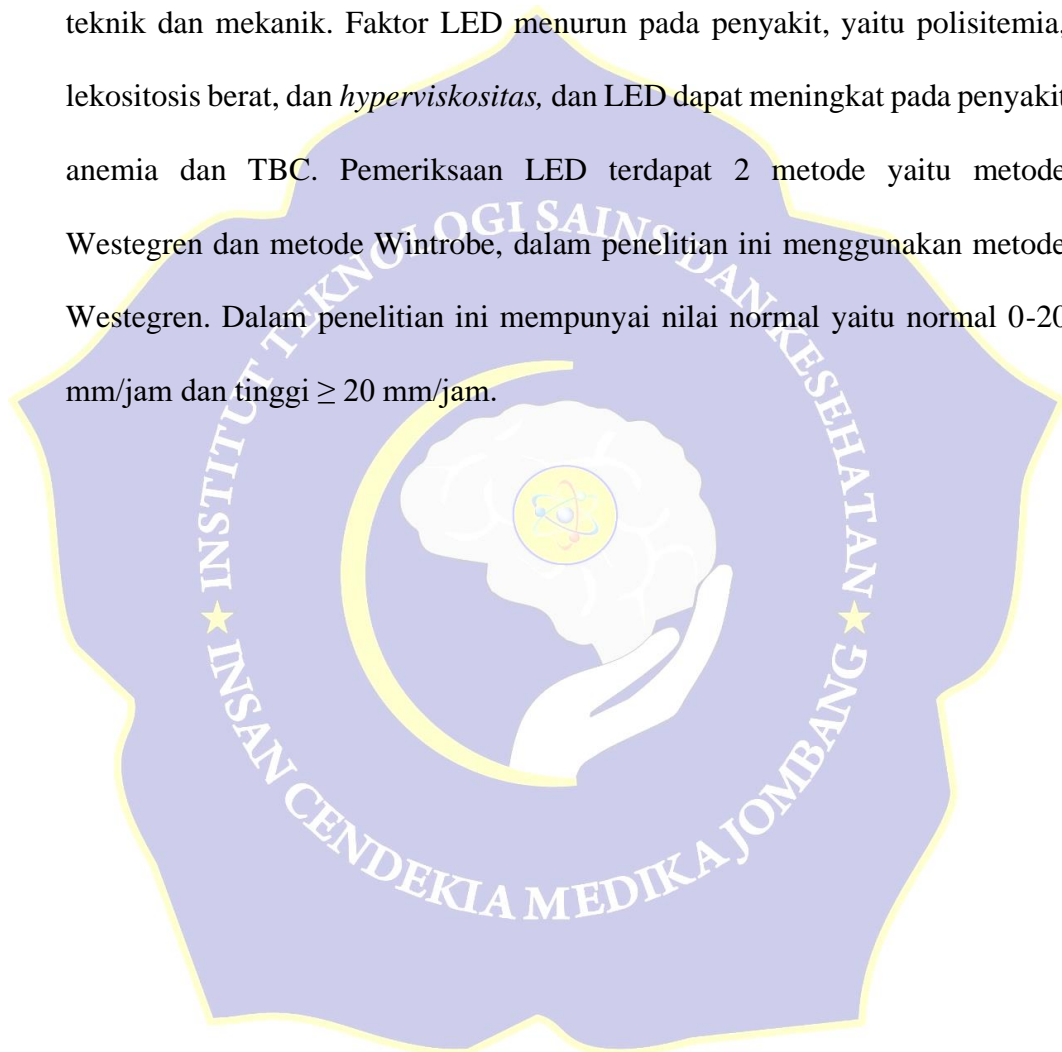 teknik dan mekanik. Faktor LED menurun pada penyakit, yaitu polisitemia,
lekositosis berat, dan hyperviskositas, dan LED dapat meningkat pada penyakit
anemia dan TBC. Pemeriksaan LED terdapat 2 metode yaitu metode
Westegren dan metode Wintrobe, dalam penelitian ini menggunakan metode
Westegren. Dalam penelitian ini mempunyai nilai normal yaitu normal 0-20
mm/jam dan tinggi ≥ 20 mm/jam.
INSTITUT TEKNOLOGI SAINS DAN KESEHATAN
INSAN CENDEKIA MEDIKA JOMBANG